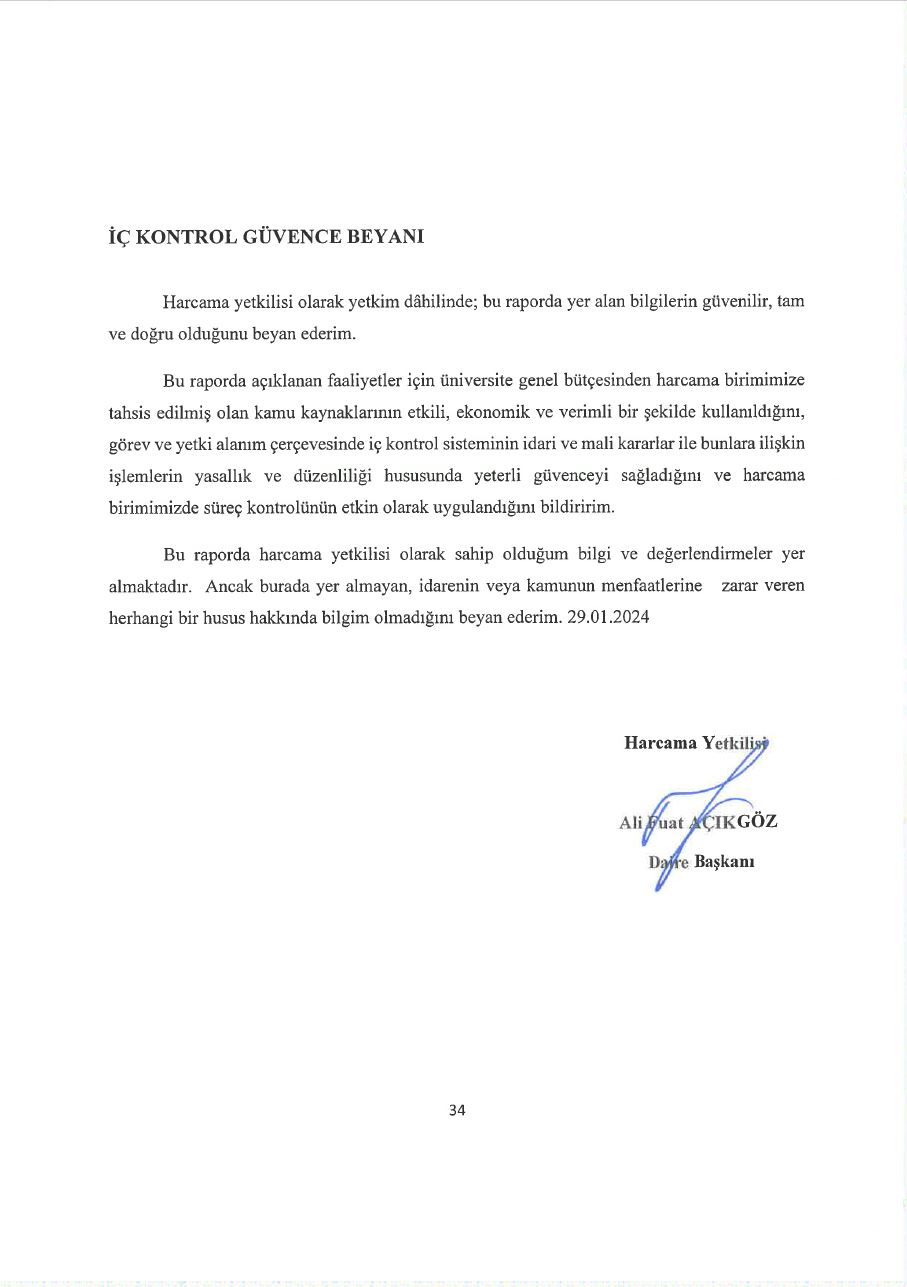 İÇ KONTROL GÜVENCE BEYANI
Harcama yetkilisi olarak yetkim dâhilinde; bu raporda yer alan bilgilerin güvenilir, tam
ve doğru olduğunu beyan ederim.
Bu raporda açıklanan faaliyetler için üniversite genel bütçesinden harcama birimimize
tahsis edilmiş olan kamu kaynaklarının etkili, ekonomik ve verimli bir şekilde kullanıldığını,
görev ve yetki alanım çerçevesinde iç kontrol sisteminin idari ve mali kararlar ile bunlara ilişkin
işlemlerin yasallık ve düzenliliği hususunda yeterli güvenceyi sağladığını ve harcama
birimimizde süreç kontrolünün etkin olarak uygulandığını bildiririm.
Bu raporda harcama yetkilisi olarak sahip olduğum bilgi ve değerlendirmeler yer
almaktadır. Ancak burada yer almayan, idarenin veya kamunun menfaatlerine zarar veren
herhangi bir husus hakkında bilgim olmadığını beyan ederim. 29.01.2024
Harcama Yetkilisi
Ali Fuat AÇIKGÖZ
Daire Başkanı
34